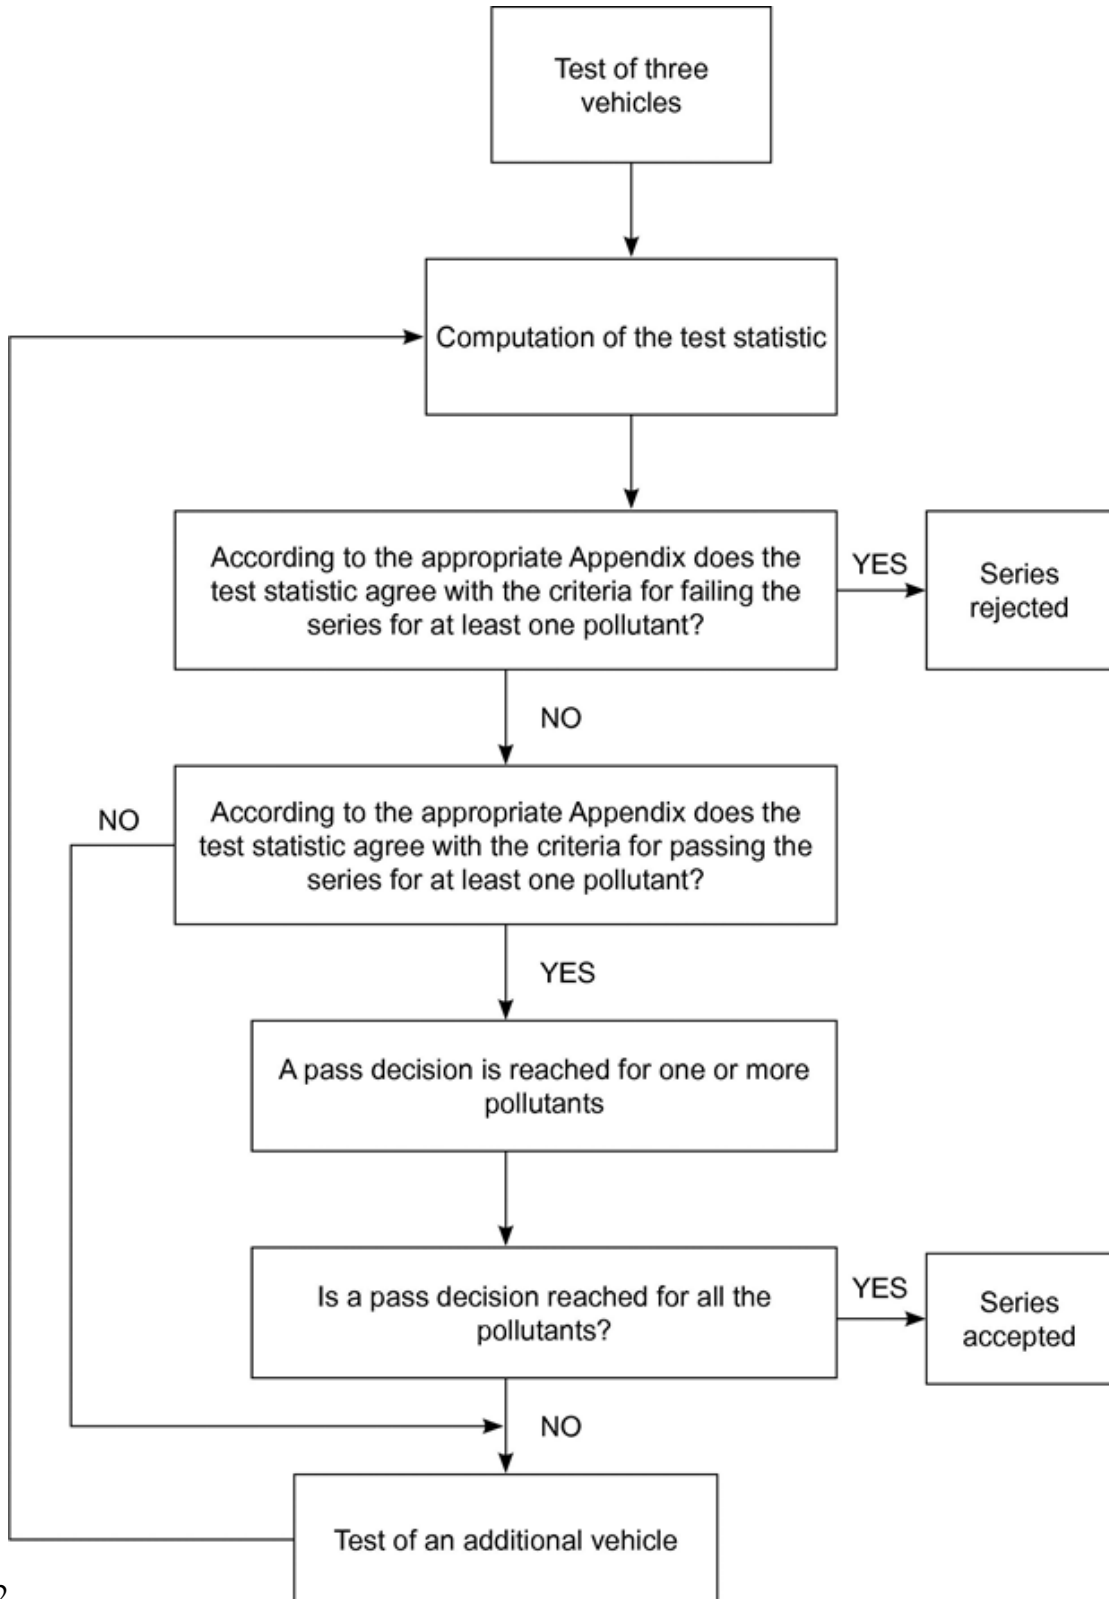 Test of three
vehicles
Computation of the test statistic
According to the appropriate Appendix does the
test statistic agree with the criteria for failing the
series for at least one pollutant?
YES
Series
rejected
NO
According to the appropriate Appendix does the
test statistic agree with the criteria for passing the
series for at least one pollutant?
NO
YES
A pass decision is reached for one or more
pollutants
Is a pass decision reached for all the
pollutants?
YES
Series
accepted
NO
Test of an additional vehicle